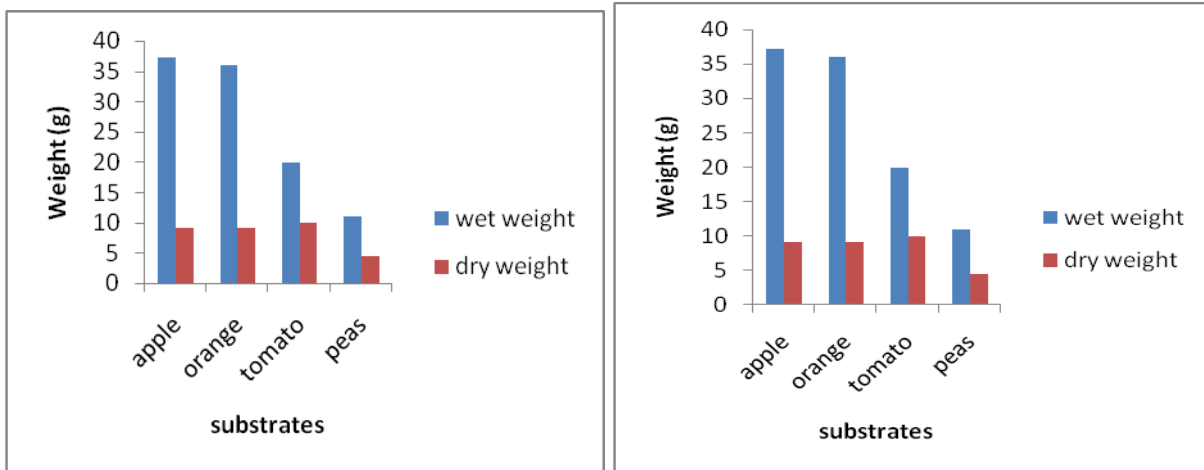 40
35
30
25
20
15
10
5
0
Weight (g)
wet weight
dry weight
apple
orange
tomato
peas
substrates
40
35
30
25
20
15
10
5
0
Weight (g)
wet weight
dry weight
apple
orange
tomato
peas
substrates